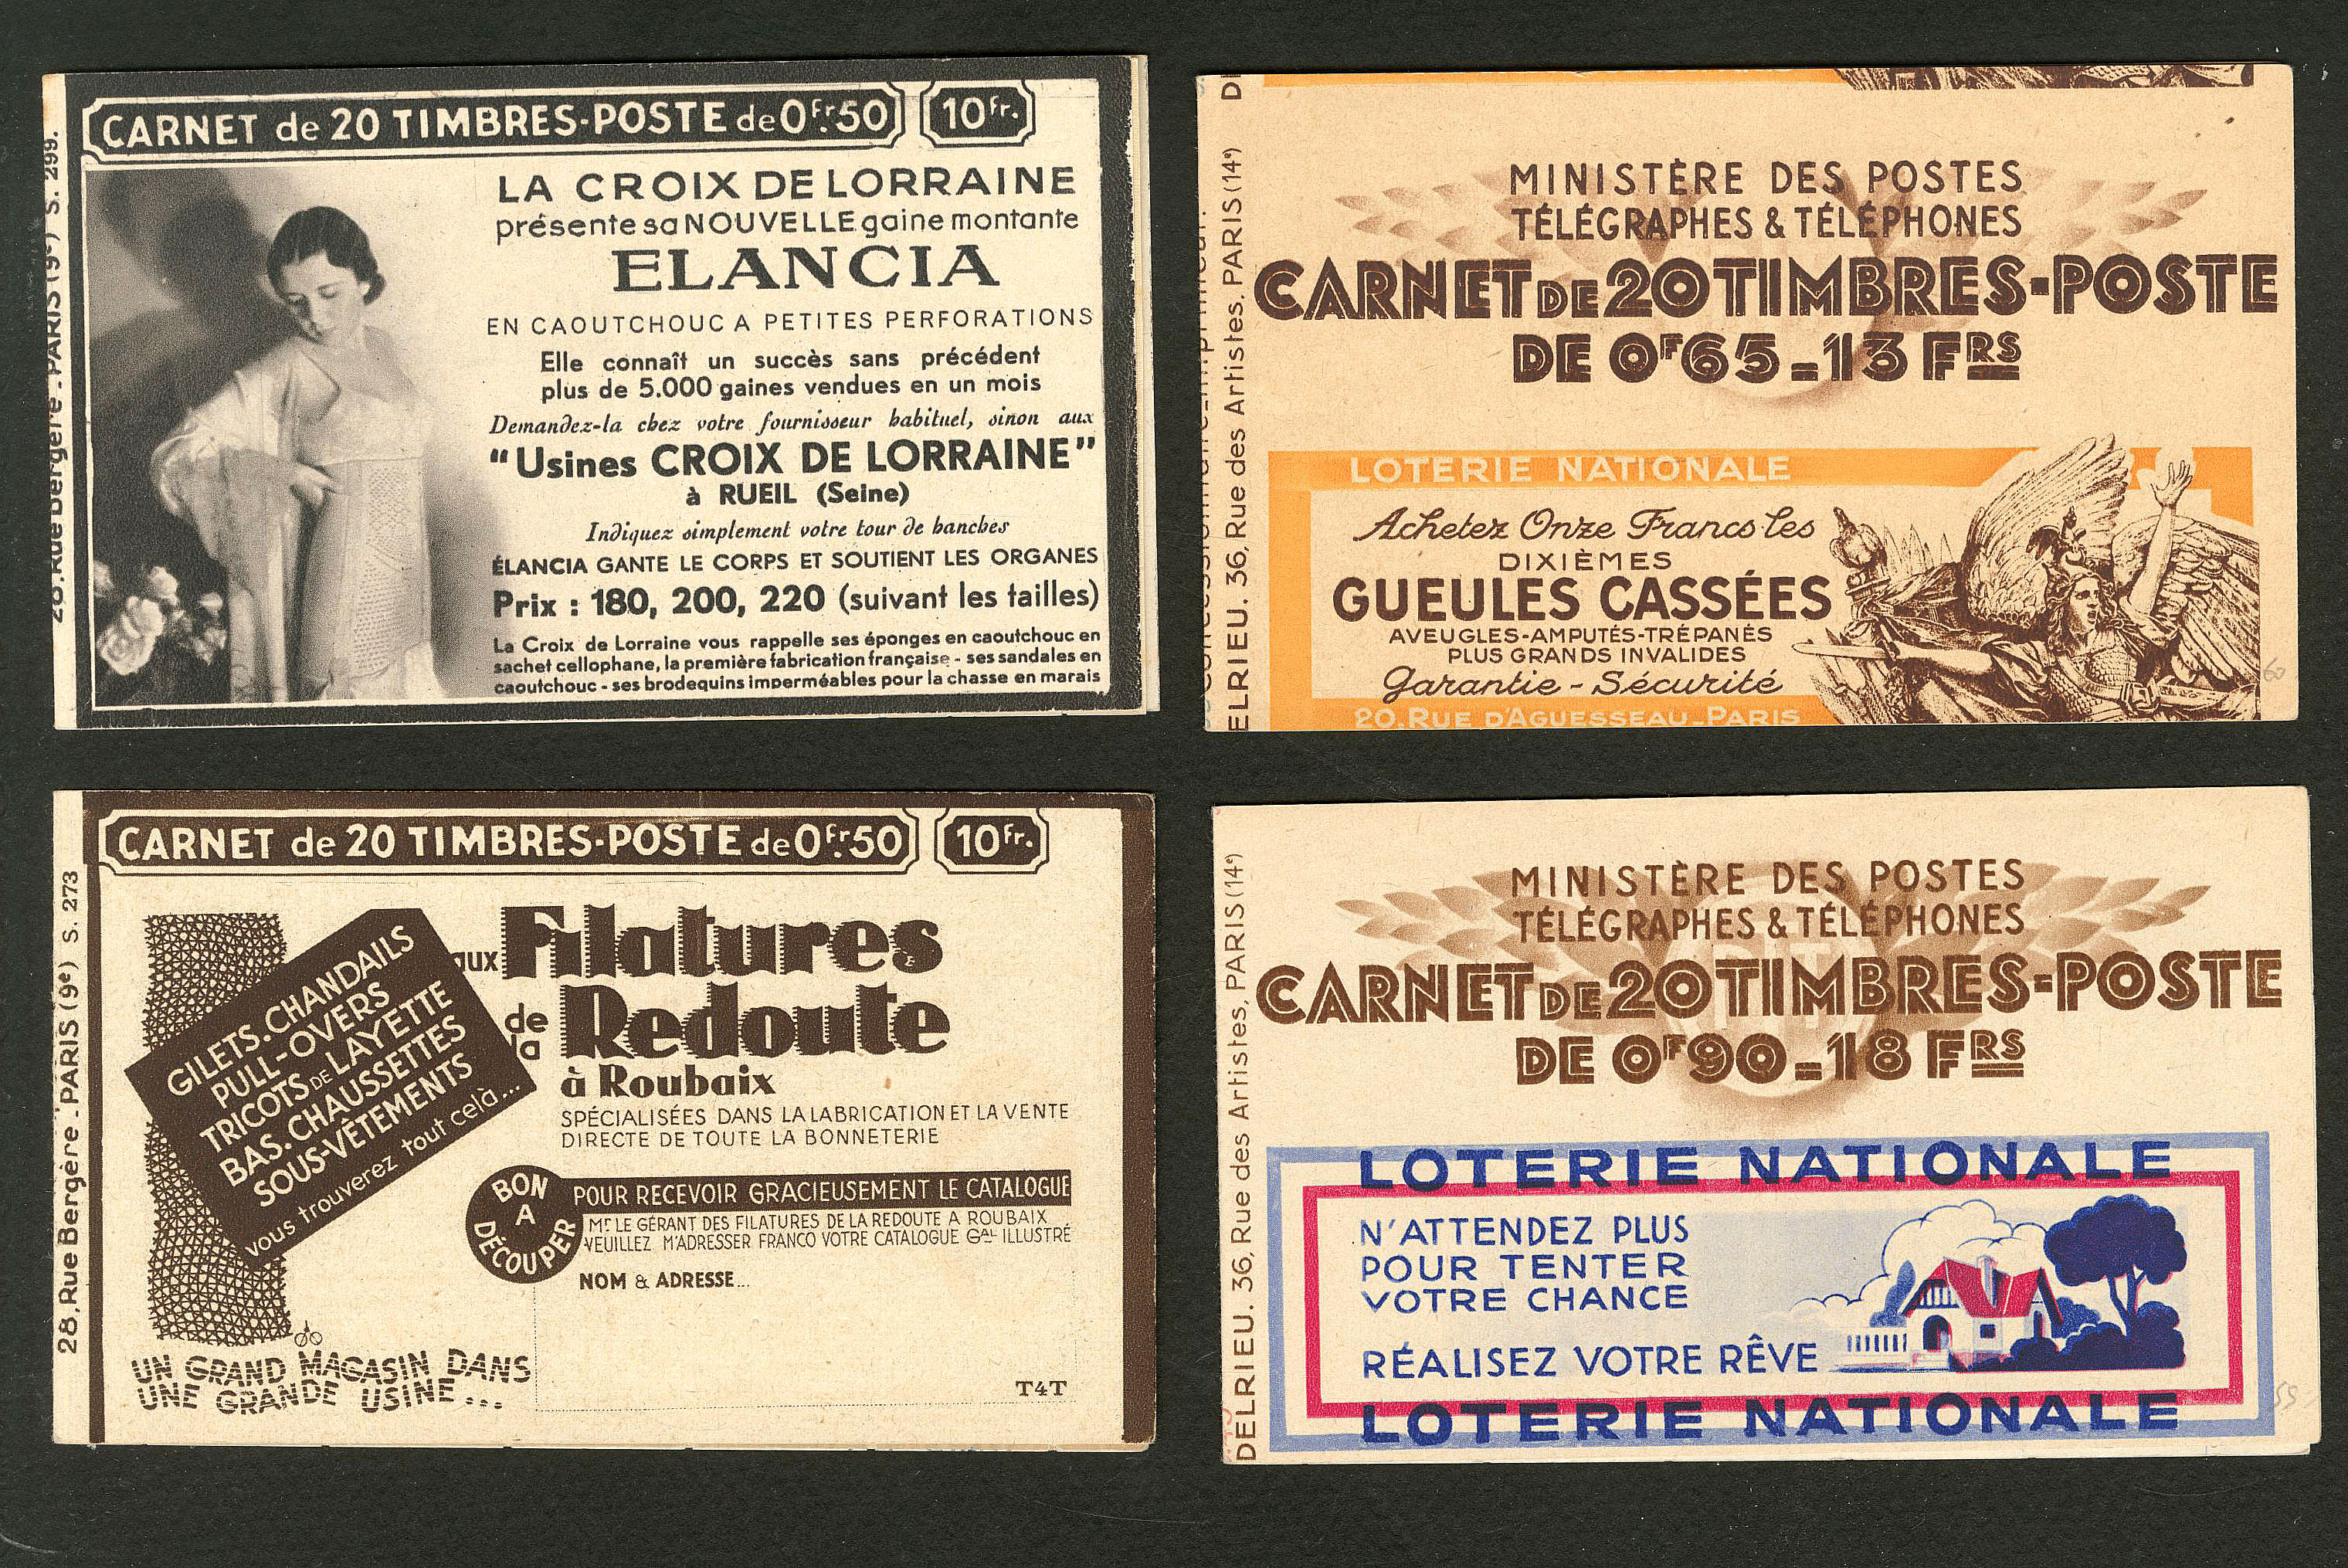 CARNET de 20 TIMBRES-POSTE de 0Fr.50 10Fr.
28, Rue Bergère - PARIS (9e) S. 299.
LA CROIX DE LORRAINE
présente sa NOUVELLE gaine montante
ELANCIA
EN CAOUTCHOUC A PETITES PERFORATIONS
Elle connaît un succès sans précédent
plus de 5.000 gaines vendues en un mois
Demandez-la chez votre fournisseur habituel, sinon aux
"Usines CROIX DE LORRAINE"
à RUEIL (Seine)
Indiquez simplement votre tour de hanches
ÉLANCIA GANTE LE CORPS ET SOUTIENT LES ORGANES
Prix : 180, 200, 220 (suivant les tailles)
La Croix de Lorraine vous rappelle ses éponges en caoutchouc en
sachet cellophane, la première fabrication française - ses sandales en
caoutchouc - ses brodequins imperméables pour la chasse en marais
ELRIEU. 36, Rue des Artistes. PARIS (14e) D
MINISTÈRE DES POSTES
TÉLÉGRAPHES & TÉLÉPHONES
CARNET DE 20 TIMBRES-POSTE
DE 0F65=13 FRS
LOTERIE NATIONALE
Achetez Onze Francs les
DIXIÈMES
GUEULES CASSÉES
AVEUGLES-AMPUTÉS-TRÉPANÉS
PLUS GRANDS INVALIDES
Garantie - Sécurité
20, RUE D'AGUESSEAU_PARIS
60
CARNET de 20 TIMBRES-POSTE de 0Fr.50 10Fr.
28, Rue Bergère - PARIS (9e) S. 273
GILETS. CHANDAILS
PULL-OVERS
TRICOTS DE LAYETTE
BAS. CHAUSSETTES
SOUS-VÊTEMENTS
vous trouverez tout celà...
aux Filatures
de la Redoute
à Roubaix
SPÉCIALISÉES DANS LA LABRICATION ET LA VENTE
DIRECTE DE TOUTE LA BONNETERIE
BON
A
DÉCOUPER
POUR RECEVOIR GRACIEUSEMENT LE CATALOGUE
Mr LE GÉRANT DES FILATURES DE LA REDOUTE A ROUBAIX
VEUILLEZ M'ADRESSER FRANCO VOTRE CATALOGUE GAL ILLUSTRÉ
NOM & ADRESSE...
UN GRAND MAGASIN DANS
UNE GRANDE USINE...
T4T
DELRIEU. 36, Rue des Artistes, PARIS (14e)
MINISTÈRE DES POSTES
TÉLÉGRAPHES & TÉLÉPHONES
CARNET DE 20 TIMBRES-POSTE
DE 0F90=18 FRS
LOTERIE NATIONALE
N'ATTENDEZ PLUS
POUR TENTER
VOTRE CHANCE
RÉALISEZ VOTRE RÊVE
LOTERIE NATIONALE
55